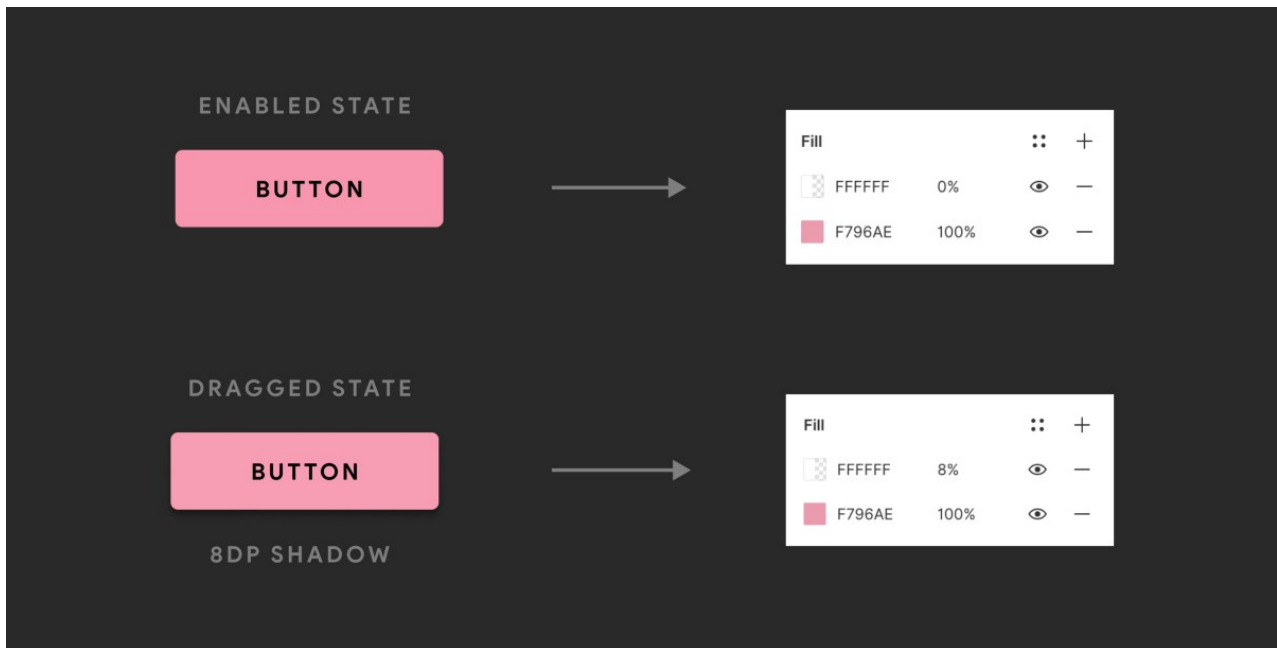 ENABLED STATE
BUTTON
Fill
FFFFFF 0%
F796AE 100%
DRAGGED STATE
BUTTON
8DP SHADOW
Fill
FFFFFF 8%
F796AE 100%